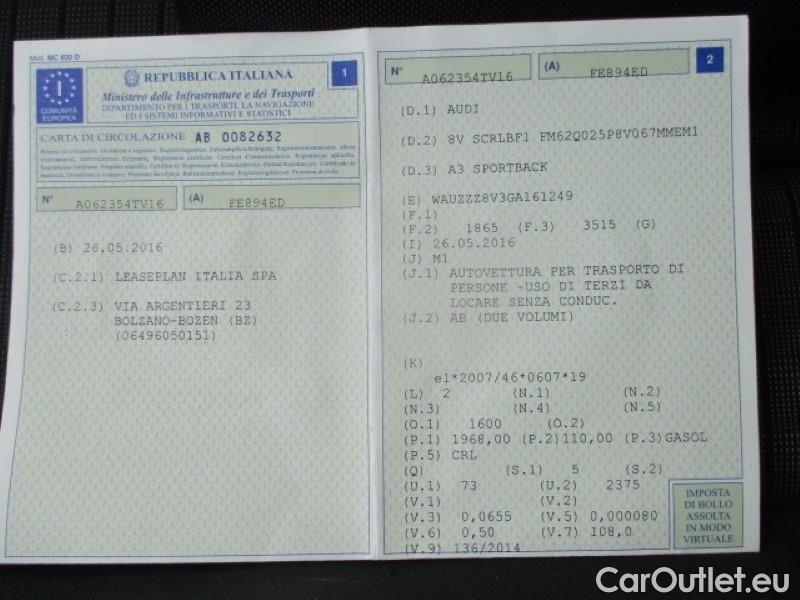 Mod. MC 820 D
REPUBBLICA ITALIANA
1
Ministero delle Infrastrutture e dei Trasporti
DIPARTIMENTO PER I TRASPORTI, LA NAVIGAZIONE
ED I SISTEMI INFORMATIVI E STATISTICI
I
COMUNITÀ
EUROPEA
CARTA DI CIRCOLAZIONE AB 0082632
N° A062354TV16 (A) FE894ED
(B) 26.05.2016
(C.2.1) LEASEPLAN ITALIA SPA
(C.2.3) VIA ARGENTIERI 23
BOLZANO-BOZEN (BZ)
(06496050151)
N° A062354TV16 (A) FE894ED
2
(D.1) AUDI
(D.2) 8V SCRLBF1 FM62Q025P8V067MMEM1
(D.3) A3 SPORTBACK
(E) WAUZZZ8V3GA161249
(F.1)
(F.2) 1865 (F.3) 3515 (G)
(I) 26.05.2016
(J) M1
(J.1) AUTOVETTURA PER TRASPORTO DI
PERSONE -USO DI TERZI DA
LOCARE SENZA CONDUC.
(J.2) AB (DUE VOLUMI)
(K)
e1*2007/46*0607*19
(L) 2 (N.1) (N.2)
(N.3) (N.4) (N.5)
(O.1) 1600 (O.2)
(P.1) 1968,00 (P.2)110,00 (P.3)GASOL
(P.5) CRL
(Q) (S.1) 5 (S.2)
(U.1) 73 (U.2) 2375
(V.1) (V.2)
(V.3) 0,0655 (V.5) 0,000080
(V.6) 0,50 (V.7) 108,0
(V.9) 136/2014
IMPOSTA
DI BOLLO
ASSOLTA
IN MODO
VIRTUALE
CarOutlet.eu